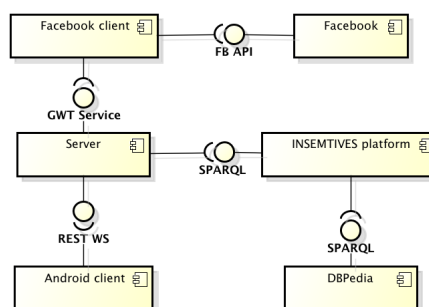 Facebook client
Facebook
FB API
GWT Service
Server
INSEMTIVES platform
SPARQL
REST WS
SPARQL
Android client
DBPedia